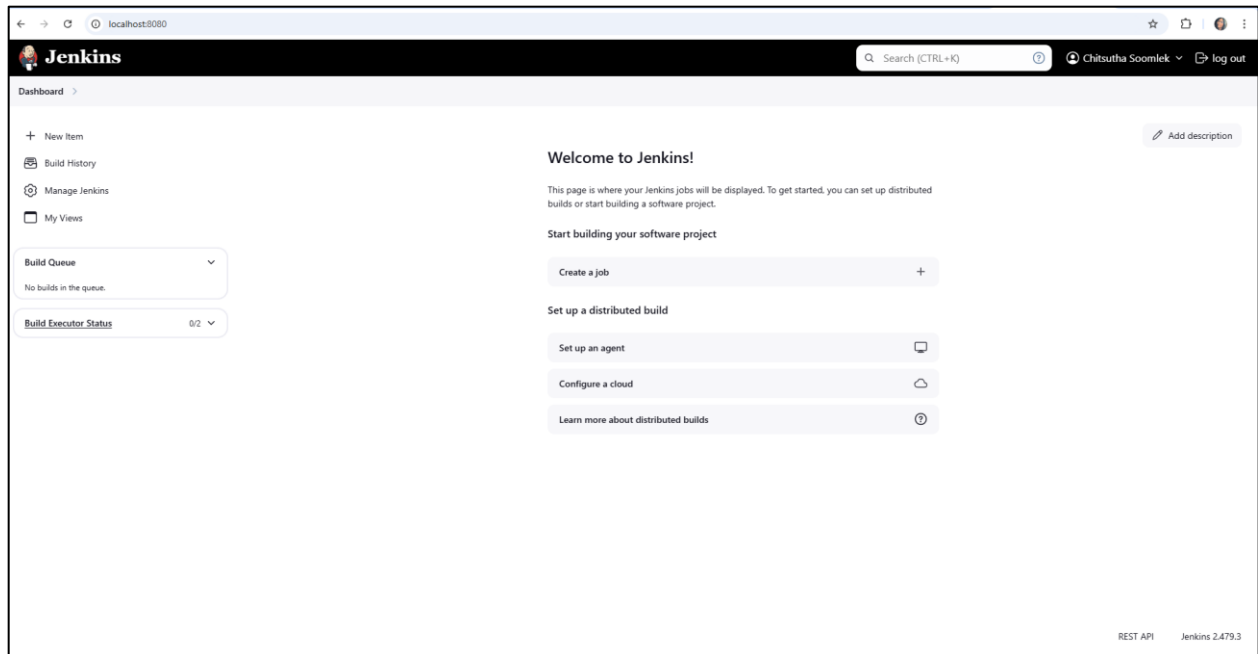 localhost:8080
Jenkins
Search (CTRL+K)
Chitsutha Soomlek
log out
Dashboard
Add description
New Item
Build History
Manage Jenkins
My Views
Build Queue
No builds in the queue.
Build Executor Status
0/2
Welcome to Jenkins!
This page is where your Jenkins jobs will be displayed. To get started, you can set up distributed
builds or start building a software project.
Start building your software project
Create a job
Set up a distributed build
Set up an agent
Configure a cloud
Learn more about distributed builds
REST API
Jenkins 2.479.3